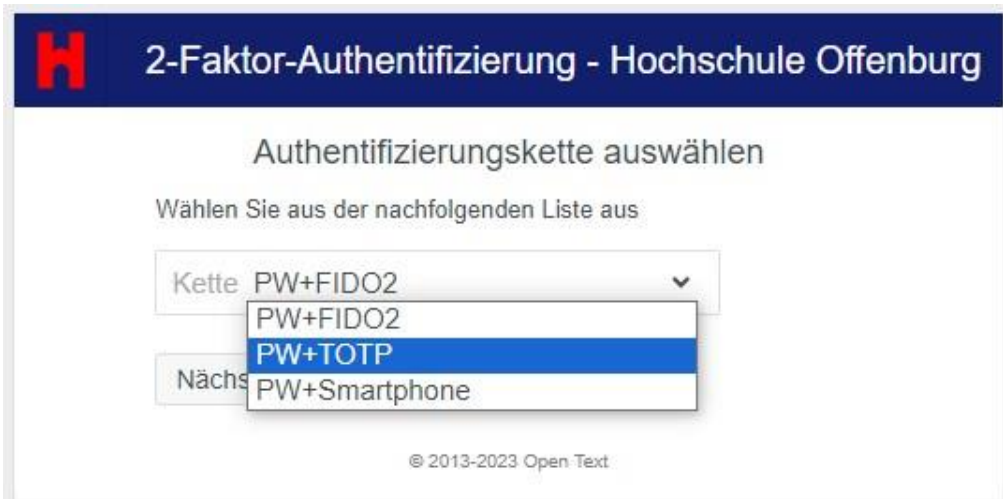 2-Faktor-Authentifizierung - Hochschule Offenburg
Authentifizierungskette auswählen
Wählen Sie aus der nachfolgenden Liste aus
Kette PW+FIDO2
PW+FIDO2
PW+TOTP
Nächs
PW+Smartphone
© 2013-2023 Open Text